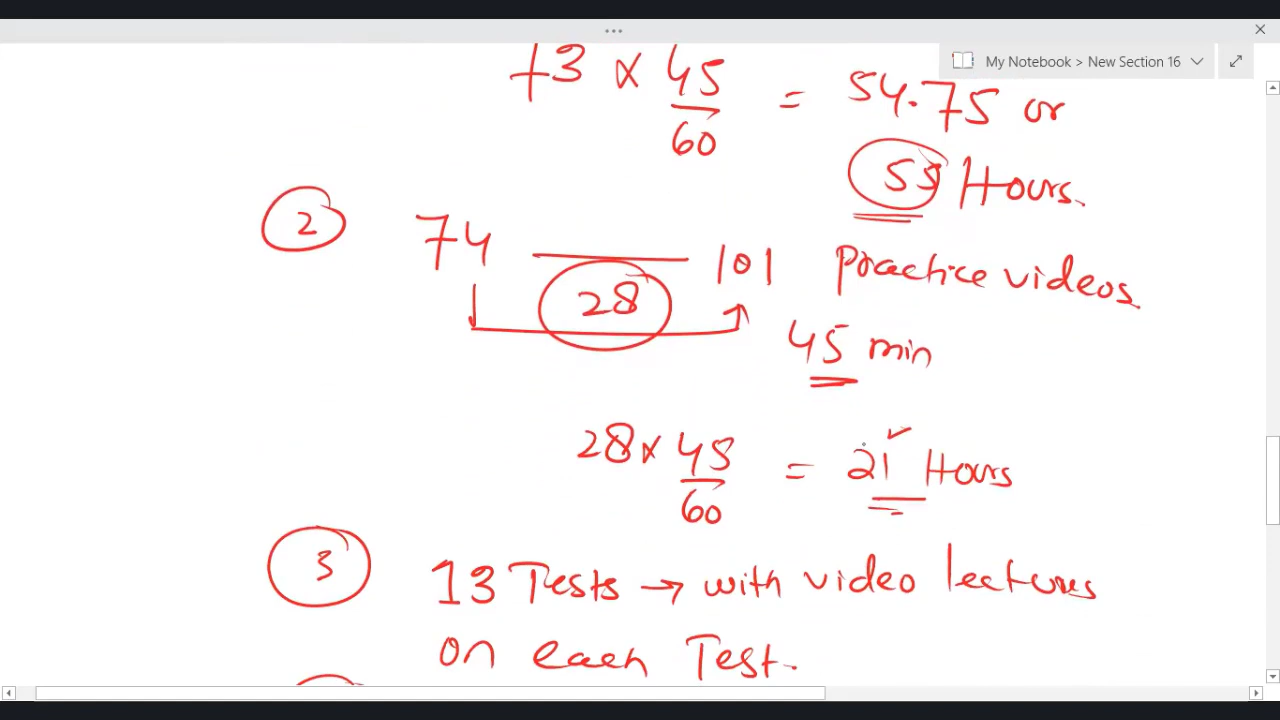 My Notebook > New Section 16
73 x 45
60
= 54.75 or
55 Hours.
2
74 101 Practice videos
28
45 min
28 x 45
60
= 21 Hours
3
13 Tests → with video lectures
on each Test.